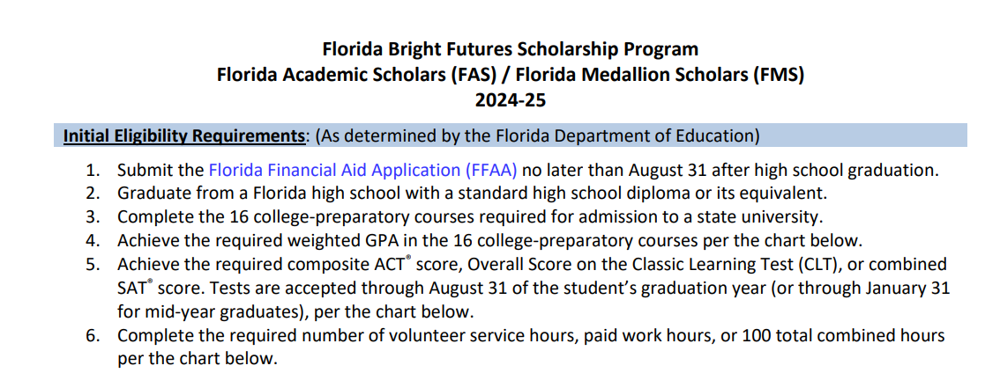 Florida Bright Futures Scholarship Program
Florida Academic Scholars (FAS) / Florida Medallion Scholars (FMS)
2024-25
Initial Eligibility Requirements: (As determined by the Florida Department of Education)
1. Submit the Florida Financial Aid Application (FFAA) no later than August 31 after high school graduation.
2. Graduate from a Florida high school with a standard high school diploma or its equivalent.
3. Complete the 16 college-preparatory courses required for admission to a state university.
4. Achieve the required weighted GPA in the 16 college-preparatory courses per the chart below.
5. Achieve the required composite ACT® score, Overall Score on the Classic Learning Test (CLT), or combined
SAT® score. Tests are accepted through August 31 of the student’s graduation year (or through January 31
for mid-year graduates), per the chart below.
6. Complete the required number of volunteer service hours, paid work hours, or 100 total combined hours
per the chart below.